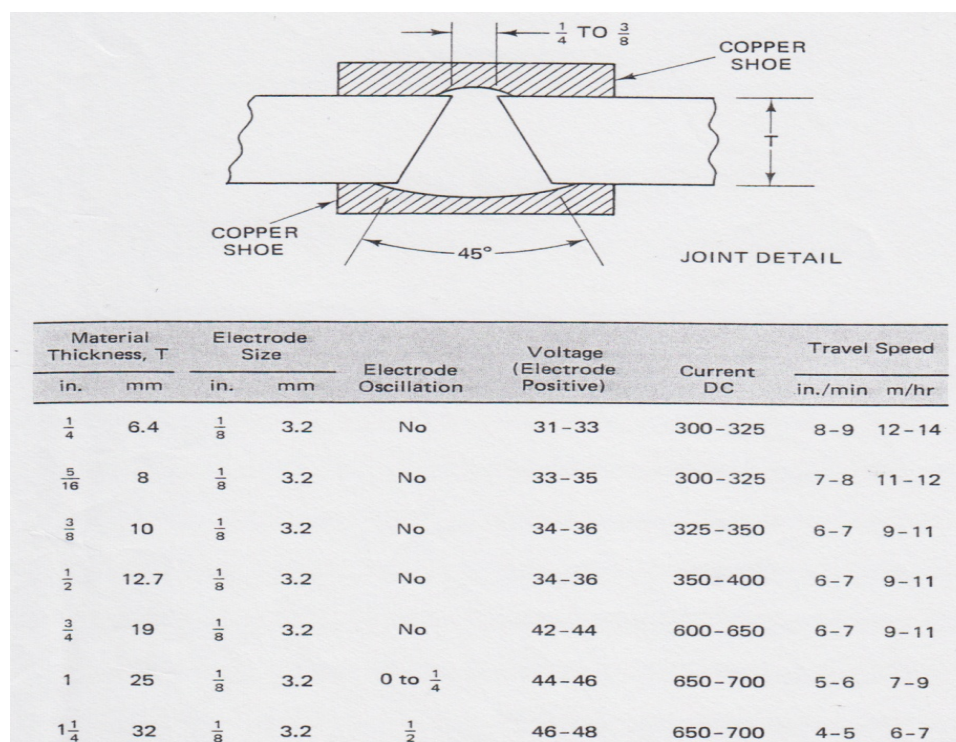 1/4 TO 3/8
COPPER
SHOE
T
COPPER
SHOE
45°
JOINT DETAIL
Material Thickness, T Electrode Size Electrode Oscillation Voltage (Electrode Positive) Current DC Travel Speed
in. mm in. mm in./min m/hr
1/4 6.4 1/8 3.2 No 31-33 300-325 8-9 12-14
5/16 8 1/8 3.2 No 33-35 300-325 7-8 11-12
3/8 10 1/8 3.2 No 34-36 325-350 6-7 9-11
1/2 12.7 1/8 3.2 No 34-36 350-400 6-7 9-11
3/4 19 1/8 3.2 No 42-44 600-650 6-7 9-11
1 25 1/8 3.2 0 to 1/4 44-46 650-700 5-6 7-9
1 1/4 32 1/8 3.2 1/2 46-48 650-700 4-5 6-7